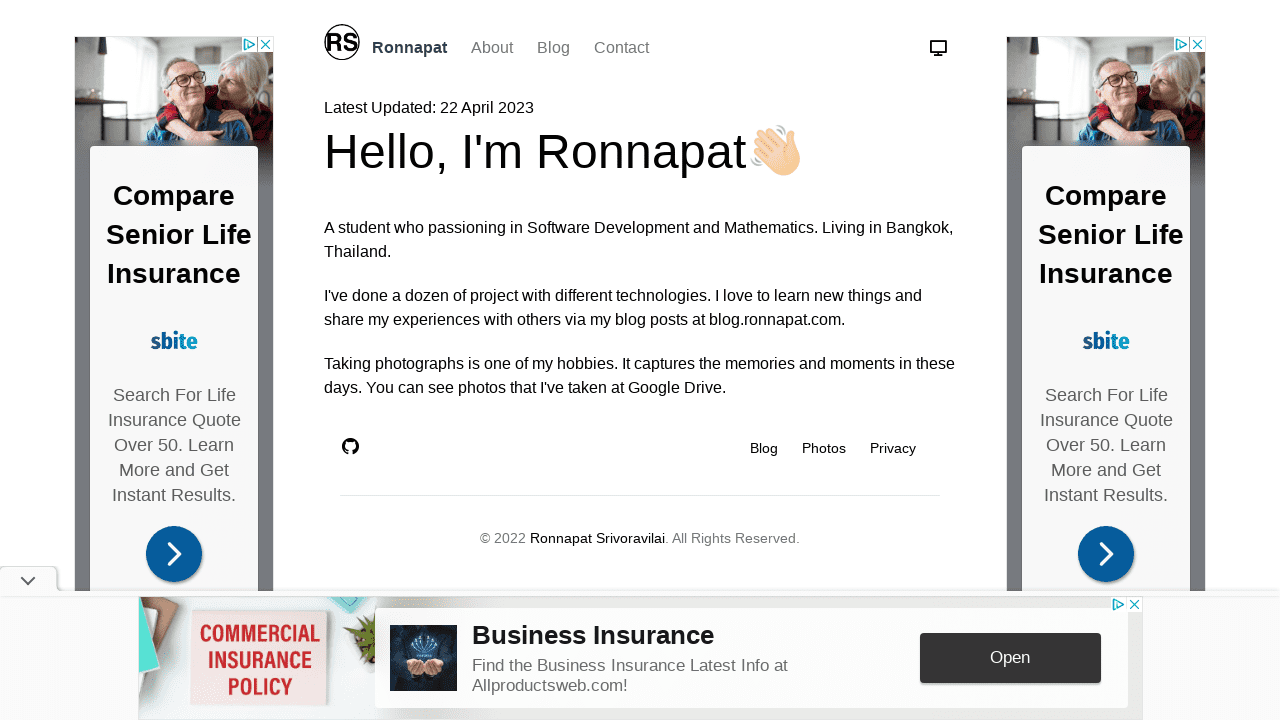 RS
Ronnapat About Blog Contact
Latest Updated: 22 April 2023
Hello, I'm Ronnapat👋🏻
A student who passioning in Software Development and Mathematics. Living in Bangkok,
Thailand.
I've done a dozen of project with different technologies. I love to learn new things and
share my experiences with others via my blog posts at blog.ronnapat.com.
Taking photographs is one of my hobbies. It captures the memories and moments in these
days. You can see photos that I've taken at Google Drive.
Blog Photos Privacy
© 2022 Ronnapat Srivoravilai. All Rights Reserved.
Compare
Senior Life
Insurance
sbite
Search For Life
Insurance Quote
Over 50. Learn
More and Get
Instant Results.
Compare
Senior Life
Insurance
sbite
Search For Life
Insurance Quote
Over 50. Learn
More and Get
Instant Results.
COMMERCIAL
INSURANCE
POLICY
Business Insurance
Find the Business Insurance Latest Info at
Allproductsweb.com!
Open